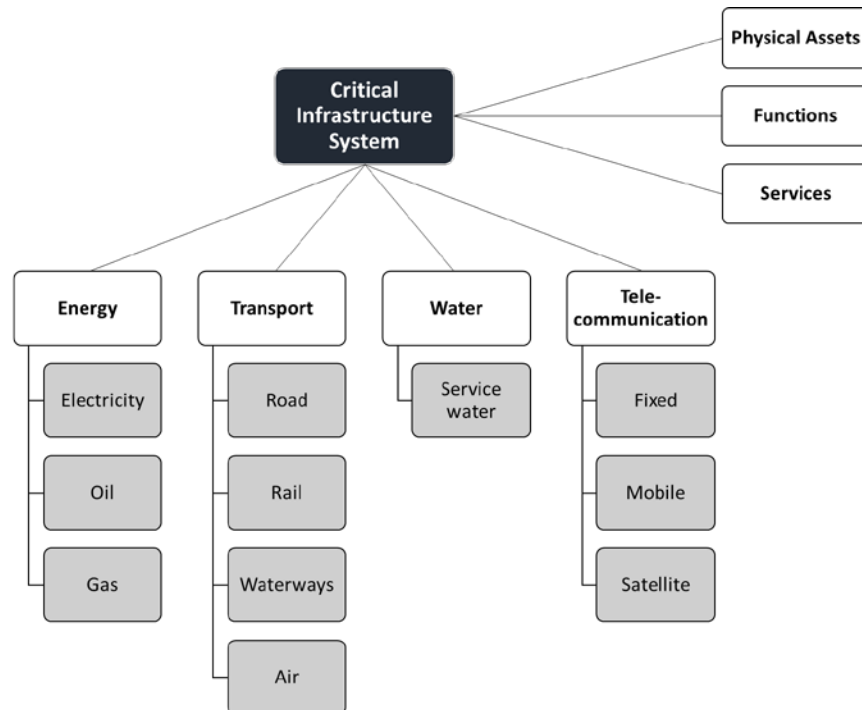 Physical Assets
Critical
Infrastructure
System
Functions
Services
Energy
Transport
Water
Tele-
communication
Electricity
Road
Service
water
Fixed
Oil
Rail
Mobile
Gas
Waterways
Satellite
Air